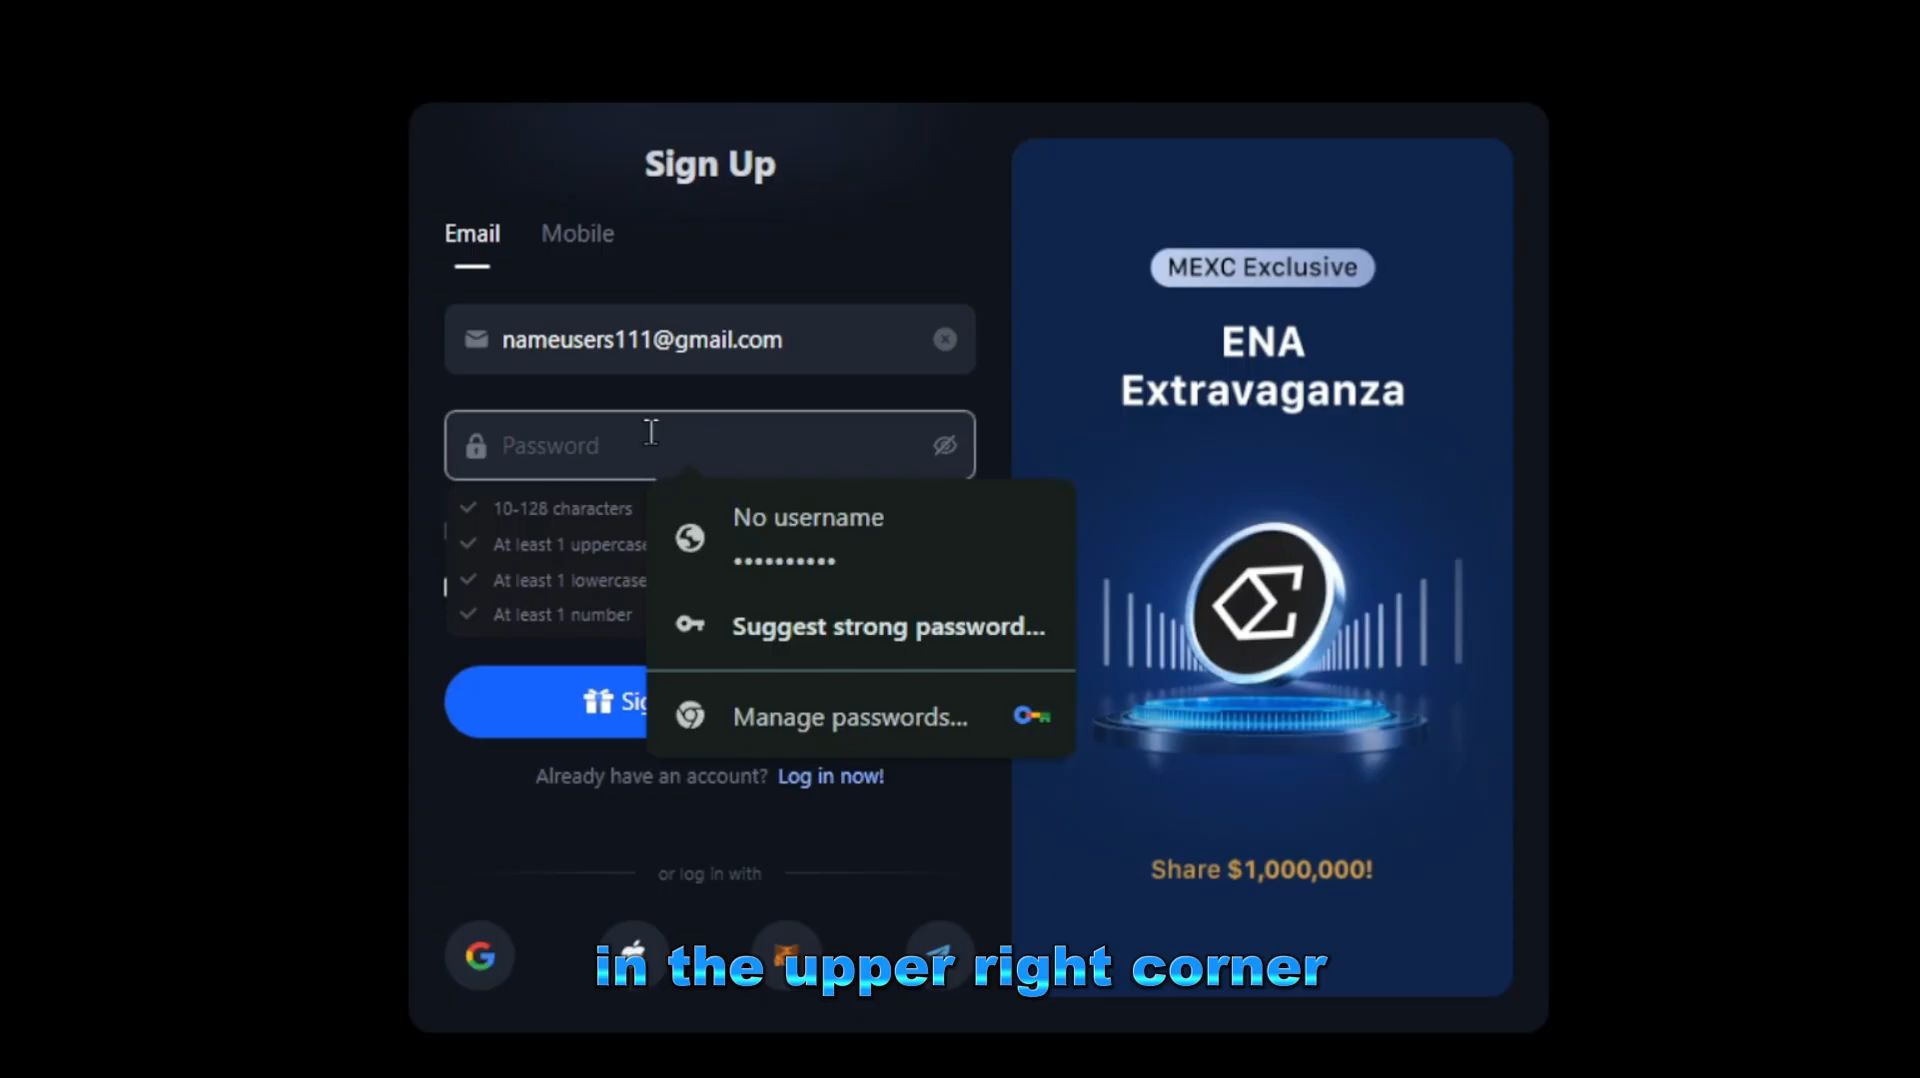 Sign Up
Email Mobile
nameusers111@gmail.com
Password
10-128 characters
At least 1 uppercase
At least 1 lowercase
At least 1 number
No username
••••••••••
Suggest strong password...
Manage passwords...
Already have an account? Log in now!
or log in with
MEXC Exclusive
ENA
Extravaganza
Share $1,000,000!
in the upper right corner